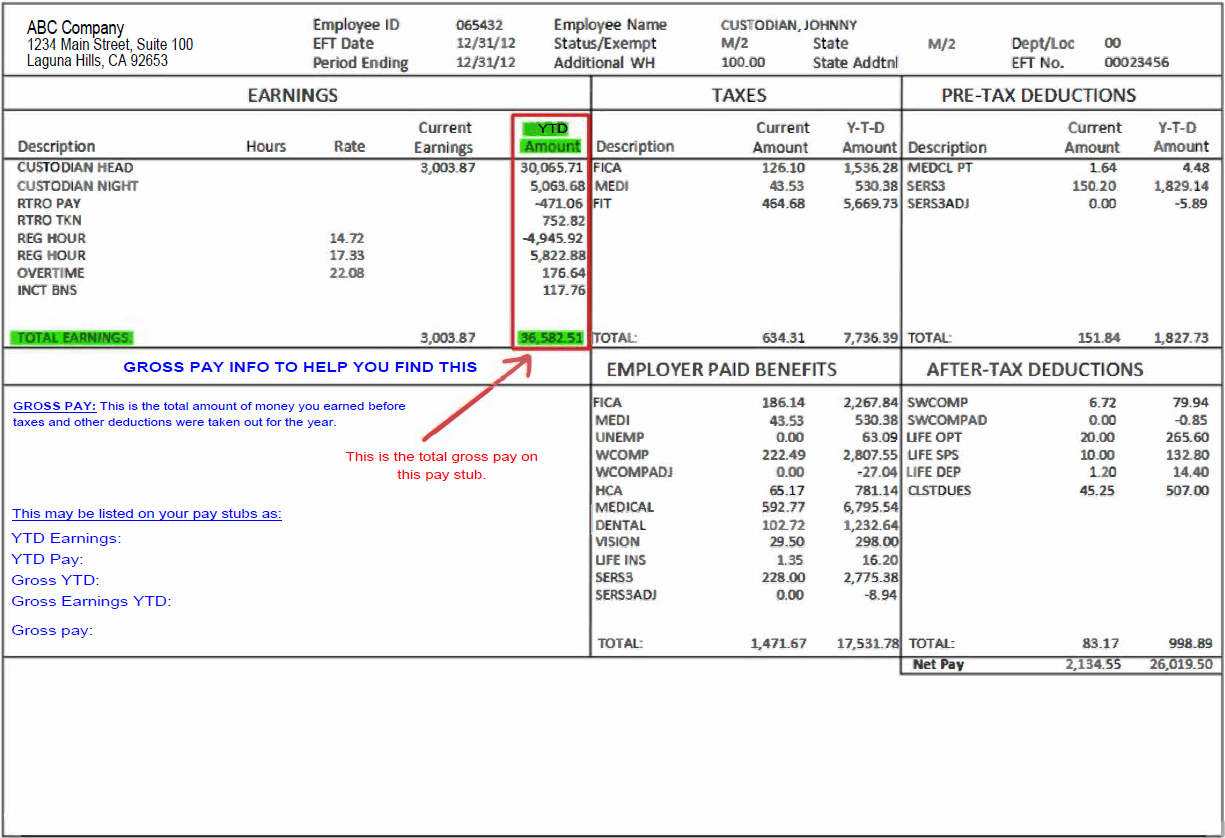 ABC Company
1234 Main Street, Suite 100
Laguna Hills, CA 92653
Employee ID 065432 Employee Name CUSTODIAN, JOHNNY
EFT Date 12/31/12 Status/Exempt M/2 State M/2 Dept/Loc 00
Period Ending 12/31/12 Additional WH 100.00 State Addtnl EFT No. 00023456
EARNINGS
Description Hours Rate Current Earnings YTD Amount
CUSTODIAN HEAD 3,003.87 30,065.71
CUSTODIAN NIGHT 5,063.68
RTRO PAY -471.06
RTRO TKN 752.82
REG HOUR 14.72 -4,945.92
REG HOUR 17.33 5,822.88
OVERTIME 22.08 176.64
INCT BNS 117.76
TOTAL EARNINGS: 3,003.87 36,582.51
TAXES
Description Current Amount Y-T-D Amount
FICA 126.10 1,536.28
MEDI 43.53 530.38
FIT 464.68 5,669.73
TOTAL: 634.31 7,736.39
PRE-TAX DEDUCTIONS
Description Current Amount Y-T-D Amount
MEDCL PT 1.64 4.48
SERS3 150.20 1,829.14
SERS3ADJ 0.00 -5.89
TOTAL: 151.84 1,827.73
GROSS PAY INFO TO HELP YOU FIND THIS
GROSS PAY: This is the total amount of money you earned before
taxes and other deductions were taken out for the year.
This is the total gross pay on
this pay stub.
This may be listed on your pay stubs as:
YTD Earnings:
YTD Pay:
Gross YTD:
Gross Earnings YTD:
Gross pay:
EMPLOYER PAID BENEFITS
FICA 186.14 2,267.84
MEDI 43.53 530.38
UNEMP 0.00 63.09
WCOMP 222.49 2,807.55
WCOMPADJ 0.00 -27.04
HCA 65.17 781.14
MEDICAL 592.77 6,795.54
DENTAL 102.72 1,232.64
VISION 29.50 298.00
LIFE INS 1.35 16.20
SERS3 228.00 2,775.38
SERS3ADJ 0.00 -8.94
TOTAL: 1,471.67 17,531.78
AFTER-TAX DEDUCTIONS
SWCOMP 6.72 79.94
SWCOMPAD 0.00 -0.85
LIFE OPT 20.00 265.60
LIFE SPS 10.00 132.80
LIFE DEP 1.20 14.40
CLSTDUES 45.25 507.00
TOTAL: 83.17 998.89
Net Pay 2,134.55 26,019.50